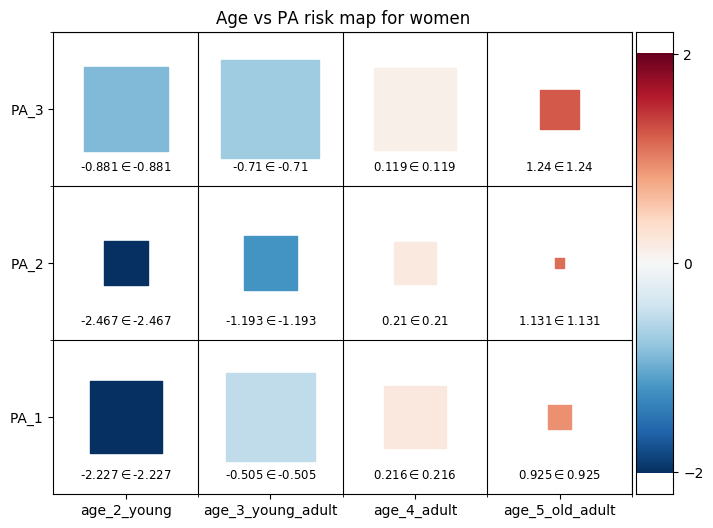 Age vs PA risk map for women
PA_3
-0.881∈-0.881
-0.71∈-0.71
0.119∈0.119
1.24∈1.24
PA_2
-2.467∈-2.467
-1.193∈-1.193
0.21∈0.21
1.131∈1.131
PA_1
-2.227∈-2.227
-0.505∈-0.505
0.216∈0.216
0.925∈0.925
age_2_young
age_3_young_adult
age_4_adult
age_5_old_adult
2
0
−2